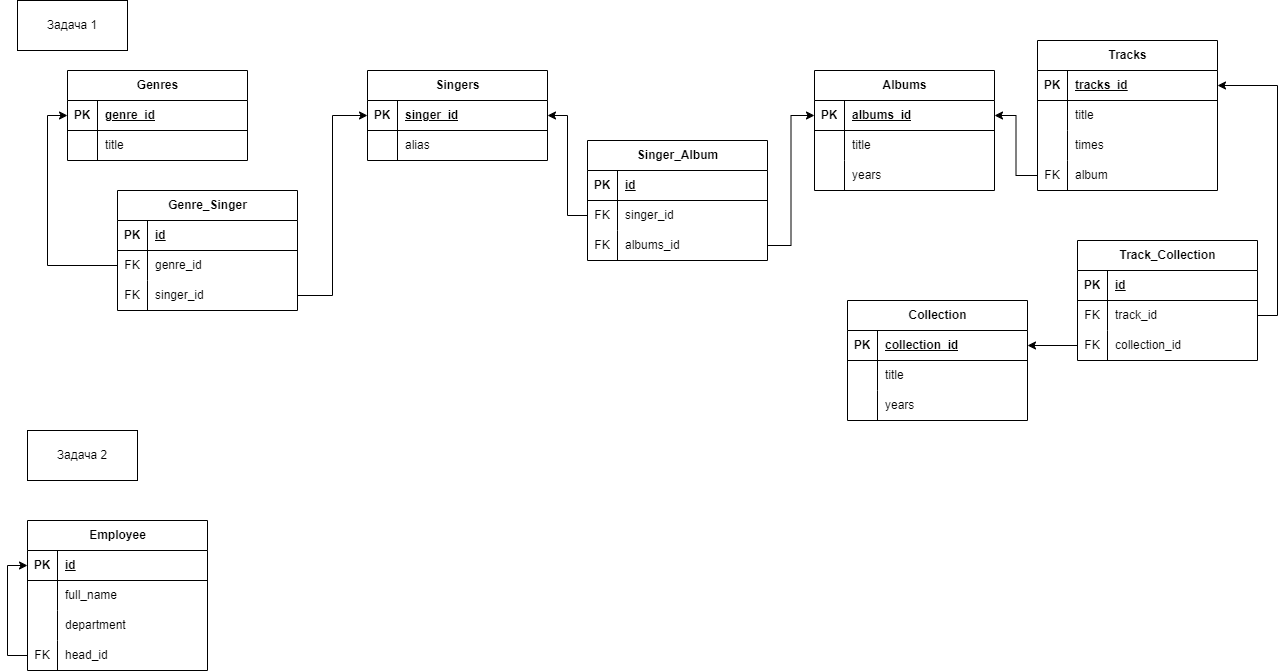 Задача 1
Genres
PK genre_id
title
Genre_Singer
PK id
FK genre_id
FK singer_id
Singers
PK singer_id
alias
Singer_Album
PK id
FK singer_id
FK albums_id
Albums
PK albums_id
title
years
Tracks
PK tracks_id
title
times
FK album
Track_Collection
PK id
FK track_id
FK collection_id
Collection
PK collection_id
title
years
Задача 2
Employee
PK id
full_name
department
FK head_id